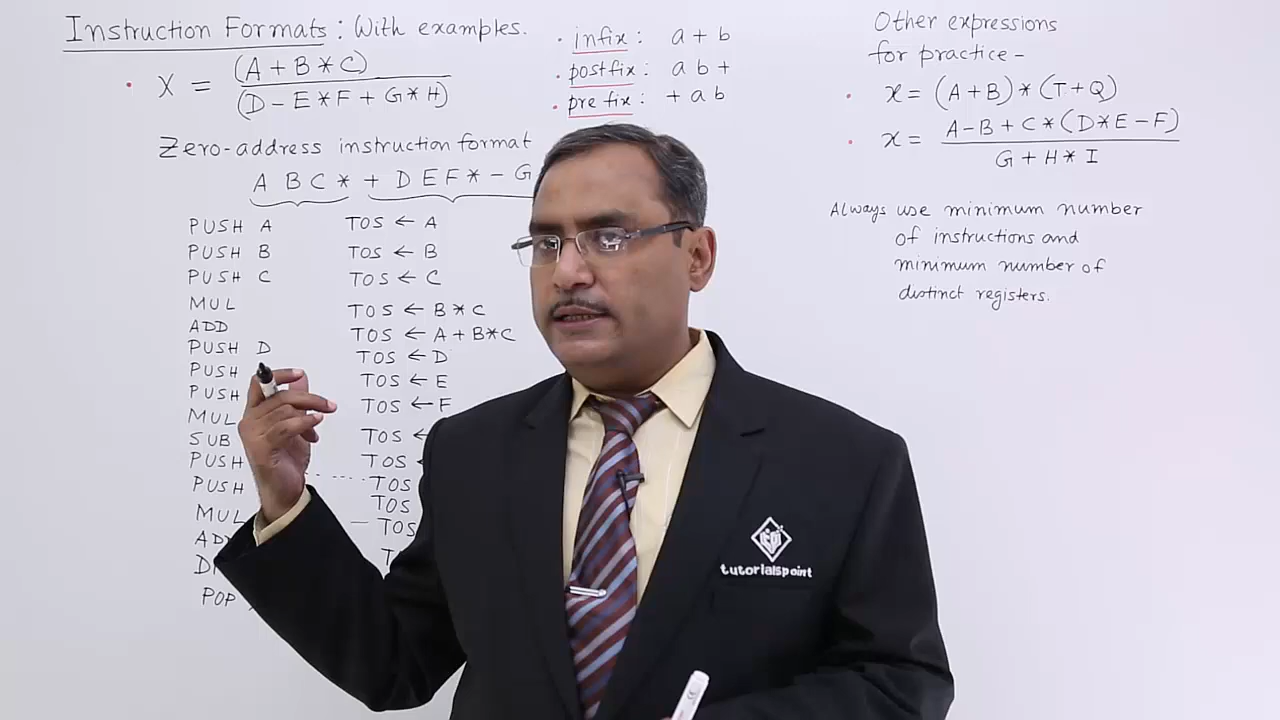 Instruction Formats: With examples.
X = (A + B * C)
(D - E * F + G * H)
Zero-address instruction format
A B C * + D E F * - G
PUSH A TOS ← A
PUSH B TOS ← B
PUSH C TOS ← C
MUL TOS ← B * C
ADD TOS ← A + B * C
PUSH D TOS ← D
PUSH TOS ← E
PUSH TOS ← F
MUL
SUB TOS ←
PUSH TOS
PUSH TOS
TOS
MUL TOS
POP
• infix: a + b
• postfix: a b +
• prefix: + a b
Other expressions
for practice -
• x = (A + B) * (T + Q)
• x = A - B + C * (D * E - F)
G + H * I
Always use minimum number
of instructions and
minimum number of
distinct registers.
tutorialspoint